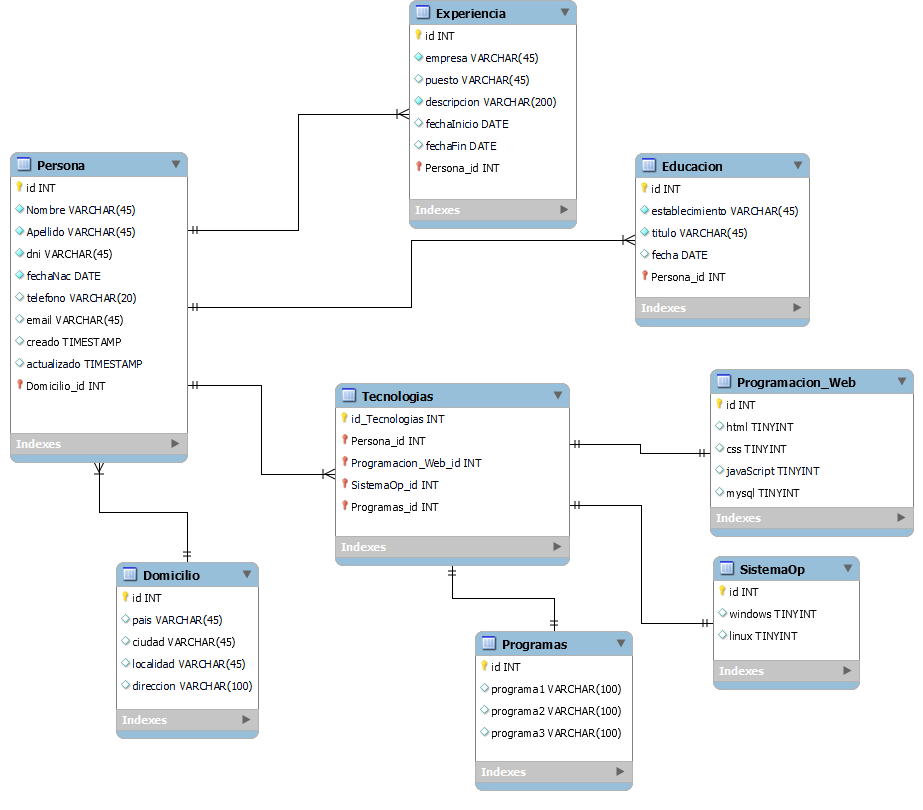 Experiencia
id INT
empresa VARCHAR(45)
puesto VARCHAR(45)
descripcion VARCHAR(200)
fechaInicio DATE
fechaFin DATE
Persona_id INT
Indexes
Persona
id INT
Nombre VARCHAR(45)
Apellido VARCHAR(45)
dni VARCHAR(45)
fechaNac DATE
telefono VARCHAR(20)
email VARCHAR(45)
creado TIMESTAMP
actualizado TIMESTAMP
Domicilio_id INT
Indexes
Educacion
id INT
establecimiento VARCHAR(45)
titulo VARCHAR(45)
fecha DATE
Persona_id INT
Indexes
Tecnologias
id_Tecnologias INT
Persona_id INT
Programacion_Web_id INT
SistemaOp_id INT
Programas_id INT
Indexes
Programacion_Web
id INT
html TINYINT
css TINYINT
javaScript TINYINT
mysql TINYINT
Indexes
Domicilio
id INT
pais VARCHAR(45)
ciudad VARCHAR(45)
localidad VARCHAR(45)
direccion VARCHAR(100)
Indexes
SistemaOp
id INT
windows TINYINT
linux TINYINT
Indexes
Programas
id INT
programa1 VARCHAR(100)
programa2 VARCHAR(100)
programa3 VARCHAR(100)
Indexes